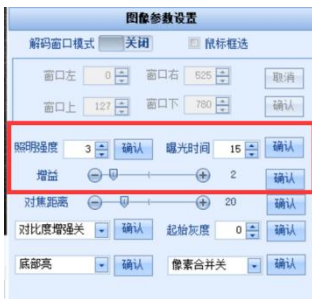 图像参数设置
解码窗口模式 关闭 鼠标框选
窗口左 0 窗口右 525 取消
窗口上 127 窗口下 780 确认
照明强度 3 确认 曝光时间 15 确认
增益 2 确认
对焦距离 20 确认
对比度增强关 确认 起始灰度 0 确认
底部亮 确认 像素合并关 确认